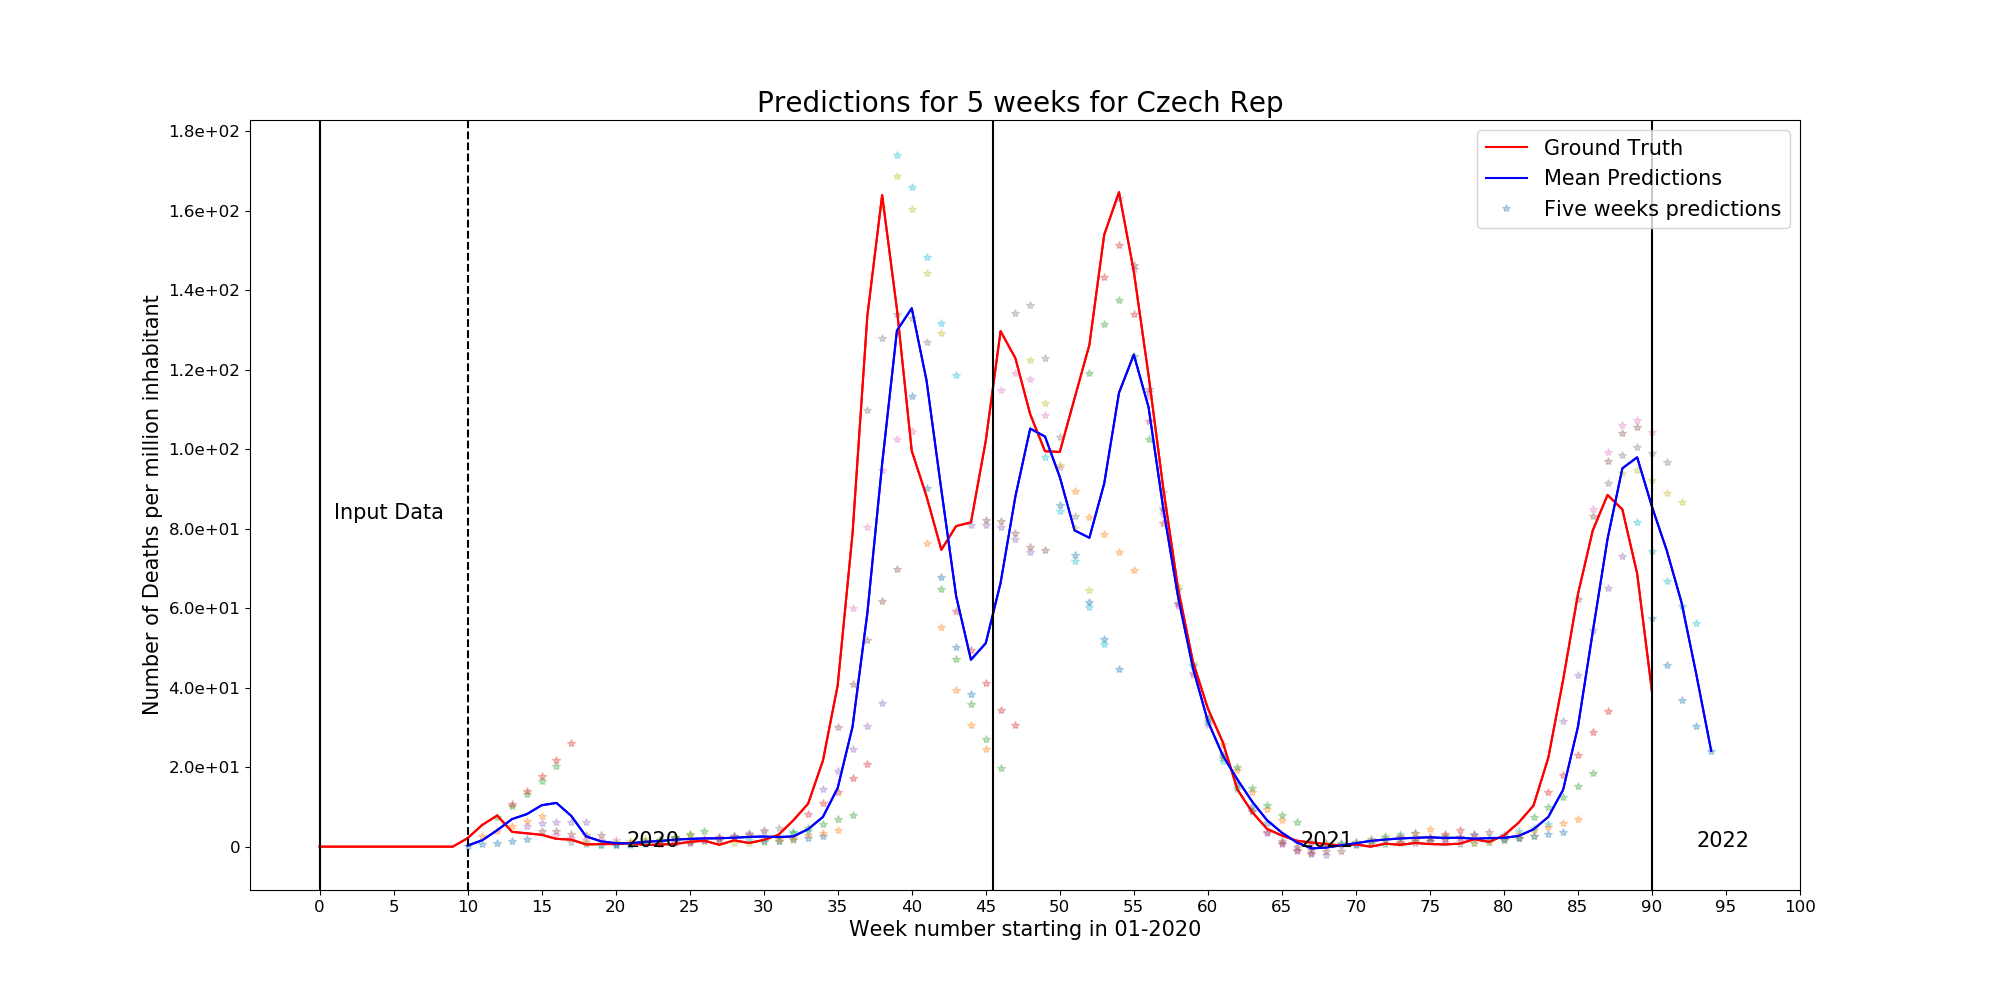 Predictions for 5 weeks for Czech Rep
Number of Deaths per million inhabitant
1.8e+02
1.6e+02
1.4e+02
1.2e+02
1.0e+02
8.0e+01
6.0e+01
4.0e+01
2.0e+01
0
Ground Truth
Mean Predictions
Five weeks predictions
Input Data
2020
2021
2022
0 5 10 15 20 25 30 35 40 45 50 55 60 65 70 75 80 85 90 95 100
Week number starting in 01-2020